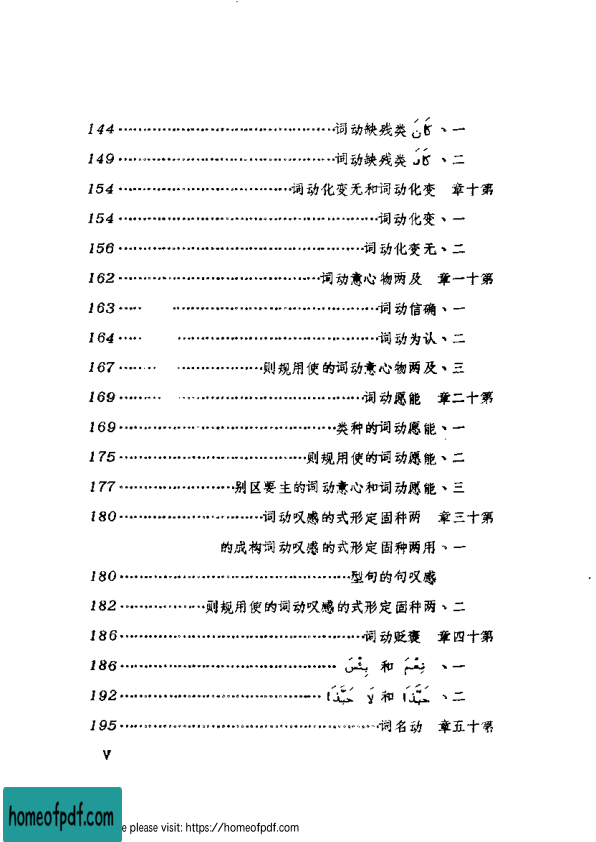 一、كَانَ 类残缺动词……144
二、كَادَ 类残缺动词……149
第十章 变化动词和无变化动词……154
一、变化动词……154
二、无变化动词……156
第十一章 及两物心意动词……162
一、确信动词……163
二、认为动词……164
三、及两物心意动词的使用规则……167
第十二章 能愿动词……169
一、能愿动词的种类……169
二、能愿动词的使用规则……175
三、能愿动词和心意动词的主要区别……177
第十三章 两种固定形式的感叹动词……180
一、用两种固定形式的感叹动词构成的
感叹句的句型……180
二、两种固定形式的感叹动词的使用规则……182
第十四章 褒贬动词……186
一、نِعْمَ 和 بِئْسَ……186
二、حَبَّذَا 和 لَا حَبَّذَا……192
第十五章 动名词……195
V
homeofpdf.com
e please visit: https://homeofpdf.com